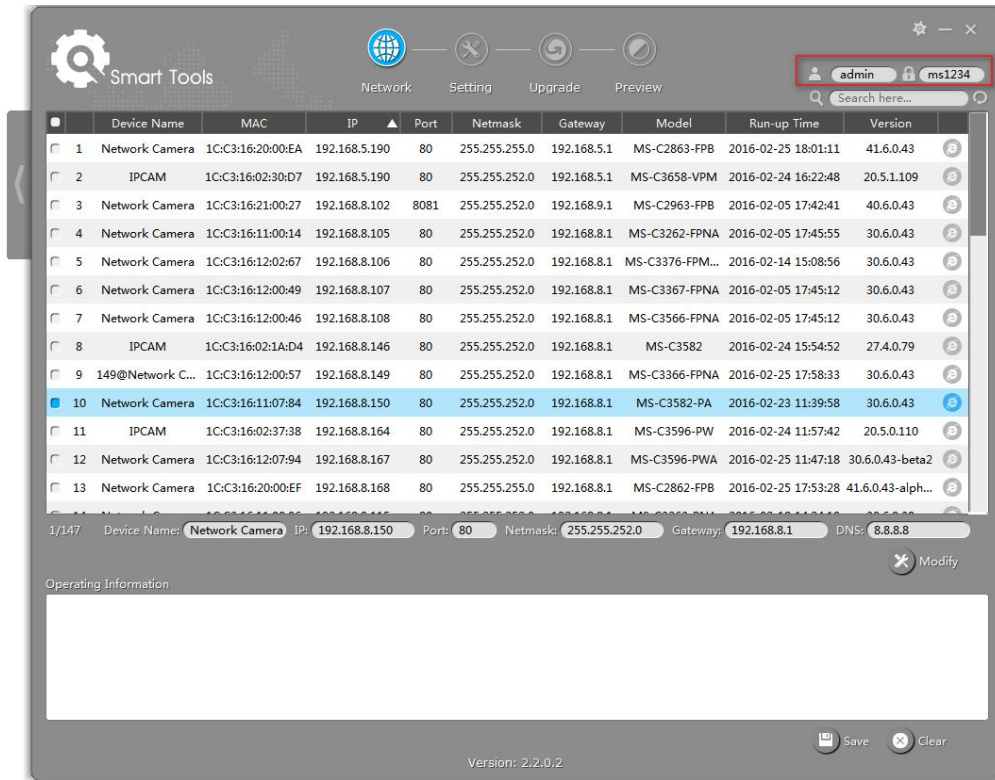 Smart Tools
Network Setting Upgrade Preview
admin ms1234
Search here...
Device Name MAC IP Port Netmask Gateway Model Run-up Time Version
1 Network Camera 1C:C3:16:20:00:EA 192.168.5.190 80 255.255.255.0 192.168.5.1 MS-C2863-FPB 2016-02-25 18:01:11 41.6.0.43
2 IPCAM 1C:C3:16:02:30:D7 192.168.5.190 80 255.255.252.0 192.168.5.1 MS-C3658-VPM 2016-02-24 16:22:48 20.5.1.109
3 Network Camera 1C:C3:16:21:00:27 192.168.8.102 8081 255.255.252.0 192.168.9.1 MS-C2963-FPB 2016-02-05 17:42:41 40.6.0.43
4 Network Camera 1C:C3:16:11:00:14 192.168.8.105 80 255.255.252.0 192.168.8.1 MS-C3262-FPNA 2016-02-05 17:45:55 30.6.0.43
5 Network Camera 1C:C3:16:12:02:67 192.168.8.106 80 255.255.252.0 192.168.8.1 MS-C3376-FPM... 2016-02-14 15:08:56 30.6.0.43
6 Network Camera 1C:C3:16:12:00:49 192.168.8.107 80 255.255.252.0 192.168.8.1 MS-C3367-FPNA 2016-02-05 17:45:12 30.6.0.43
7 Network Camera 1C:C3:16:12:00:46 192.168.8.108 80 255.255.252.0 192.168.8.1 MS-C3566-FPNA 2016-02-05 17:45:12 30.6.0.43
8 IPCAM 1C:C3:16:02:1A:D4 192.168.8.146 80 255.255.252.0 192.168.8.1 MS-C3582 2016-02-24 15:54:52 27.4.0.79
9 149@Network C... 1C:C3:16:12:00:57 192.168.8.149 80 255.255.252.0 192.168.8.1 MS-C3366-FPNA 2016-02-05 17:58:33 30.6.0.43
10 Network Camera 1C:C3:16:11:07:84 192.168.8.150 80 255.255.252.0 192.168.8.1 MS-C3582-PA 2016-02-23 11:39:58 30.6.0.43
11 IPCAM 1C:C3:16:02:37:38 192.168.8.164 80 255.255.252.0 192.168.8.1 MS-C3596-PW 2016-02-24 11:57:42 20.5.0.110
12 Network Camera 1C:C3:16:12:07:94 192.168.8.167 80 255.255.252.0 192.168.8.1 MS-C3596-PWA 2016-02-25 11:47:18 30.6.0.43-beta2
13 Network Camera 1C:C3:16:20:00:EF 192.168.8.168 80 255.255.252.0 192.168.8.1 MS-C2862-FPB 2016-02-25 17:53:28 41.6.0.43-alph...
1/147 Device Name: Network Camera IP: 192.168.8.150 Port: 80 Netmask: 255.255.252.0 Gateway: 192.168.8.1 DNS: 8.8.8.8
Modify
Operating Information
Save Clear
Version: 2.2.0.2